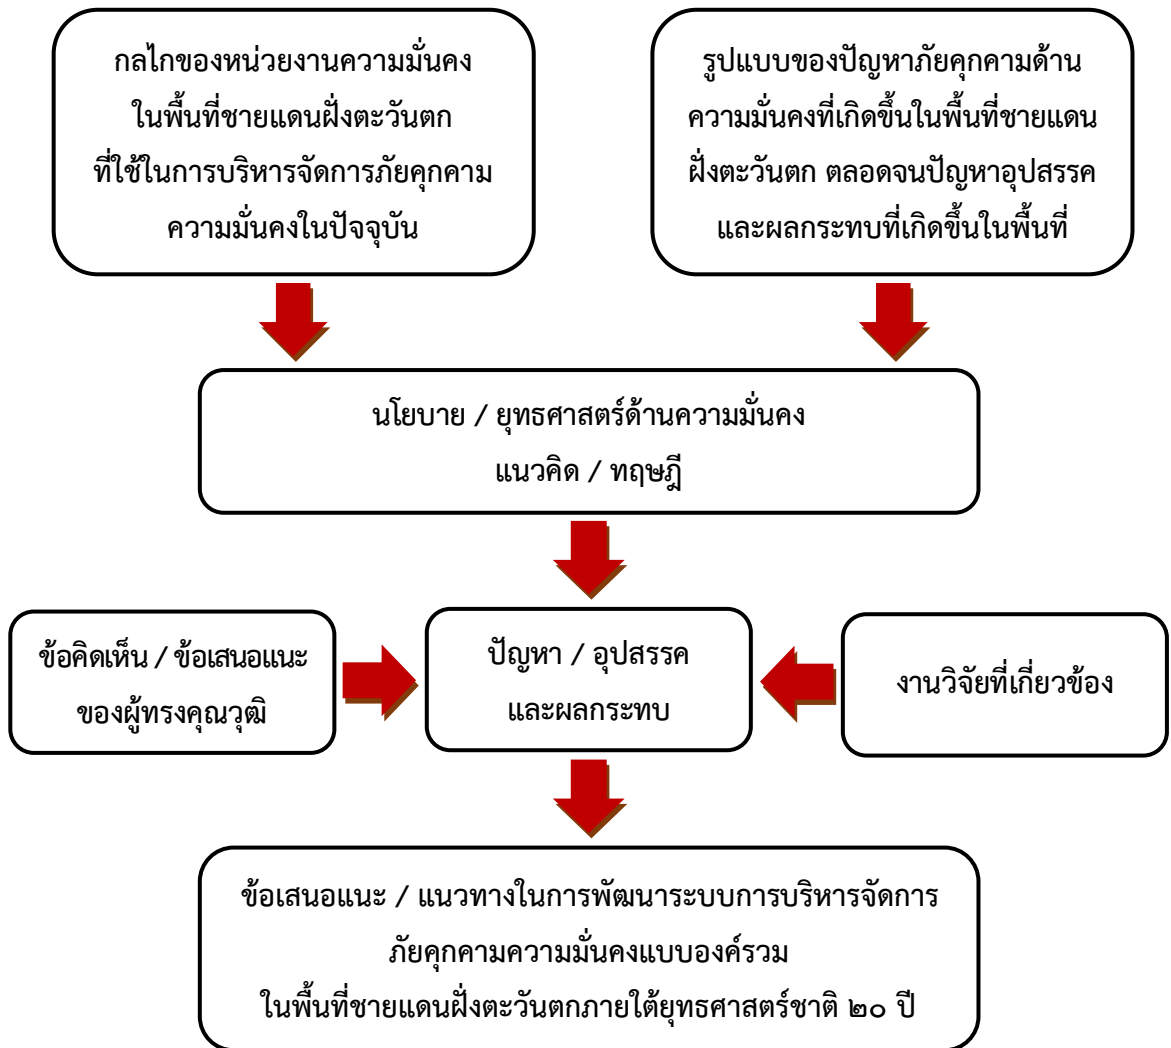 กลไกของหน่วยงานความมั่นคง
ในพื้นที่ชายแดนฝั่งตะวันตก
ที่ใช้ในการบริหารจัดการภัยคุกคาม
ความมั่นคงในปัจจุบัน
รูปแบบของปัญหาภัยคุกคามด้าน
ความมั่นคงที่เกิดขึ้นในพื้นที่ชายแดน
ฝั่งตะวันตก ตลอดจนปัญหาอุปสรรค
และผลกระทบที่เกิดขึ้นในพื้นที่
นโยบาย / ยุทธศาสตร์ด้านความมั่นคง
แนวคิด / ทฤษฎี
ข้อคิดเห็น / ข้อเสนอแนะ
ของผู้ทรงคุณวุฒิ
ปัญหา / อุปสรรค
และผลกระทบ
งานวิจัยที่เกี่ยวข้อง
ข้อเสนอแนะ / แนวทางในการพัฒนาระบบการบริหารจัดการ
ภัยคุกคามความมั่นคงแบบองค์รวม
ในพื้นที่ชายแดนฝั่งตะวันตกภายใต้ยุทธศาสตร์ชาติ ๒๐ ปี